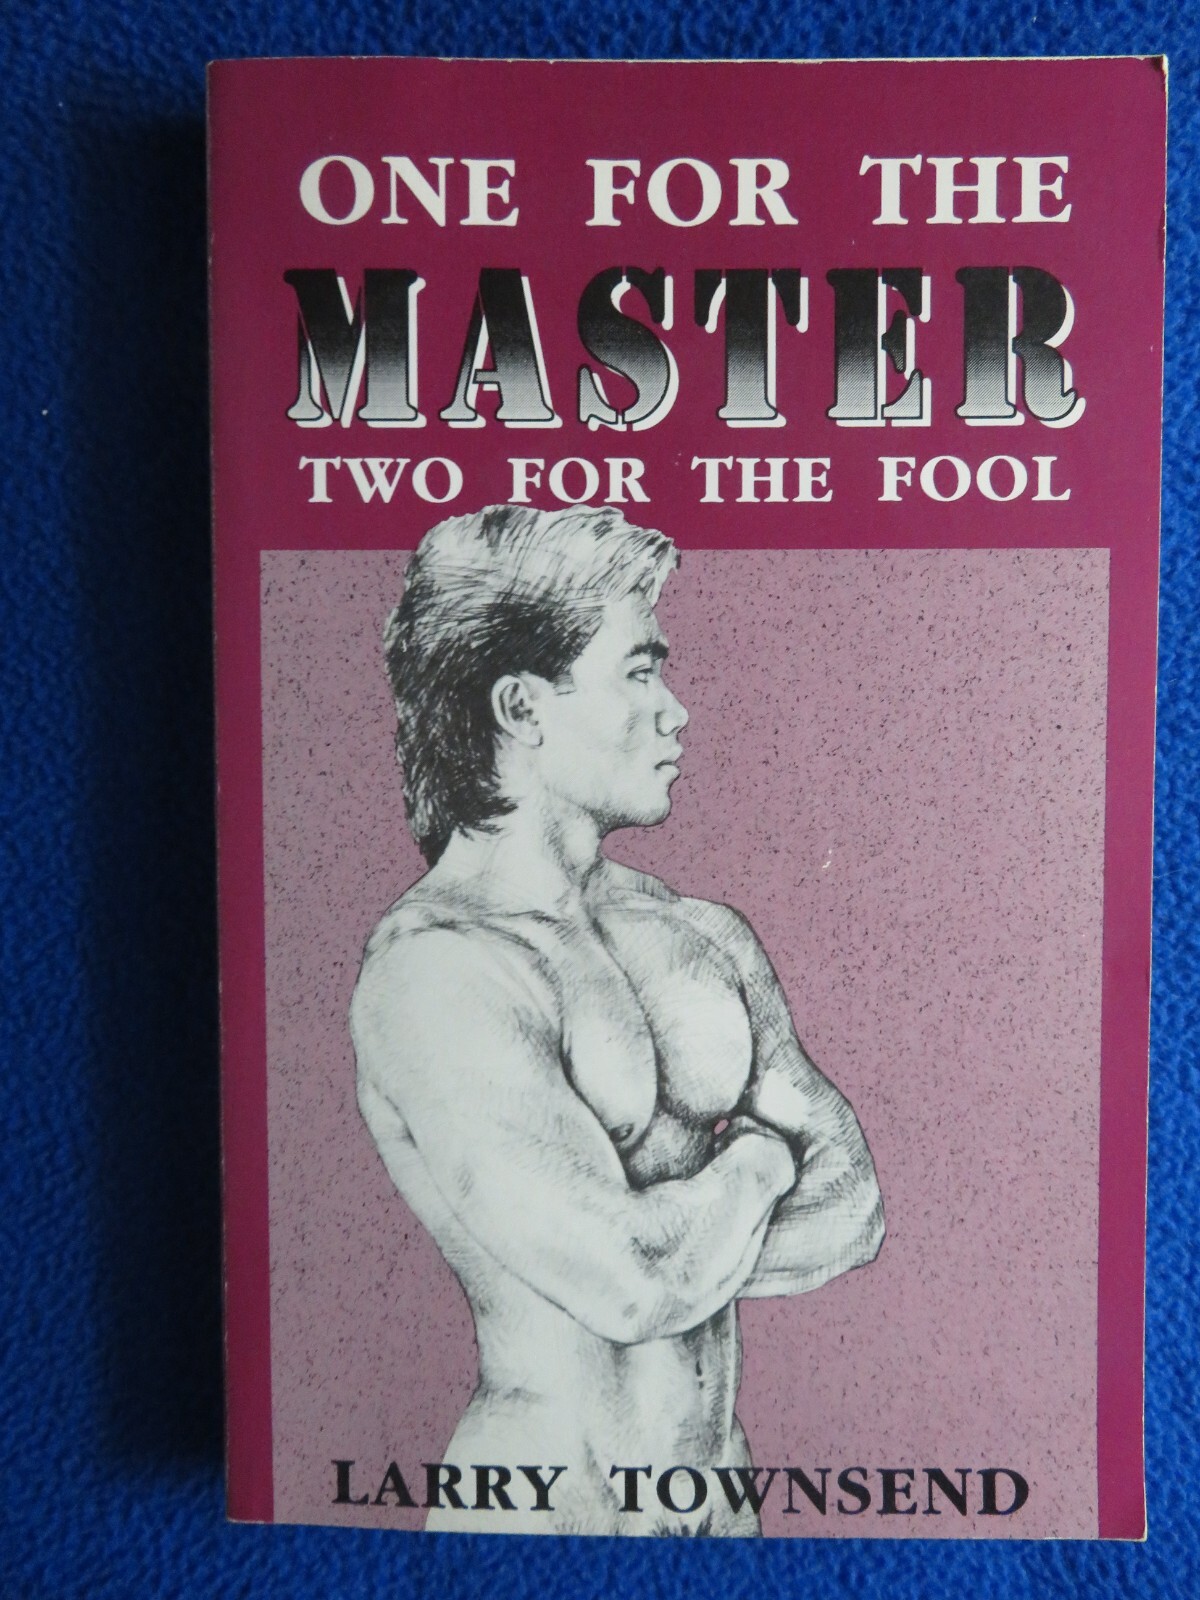 ONE FOR THE
MASTER
TWO FOR THE FOOL
LARRY TOWNSEND